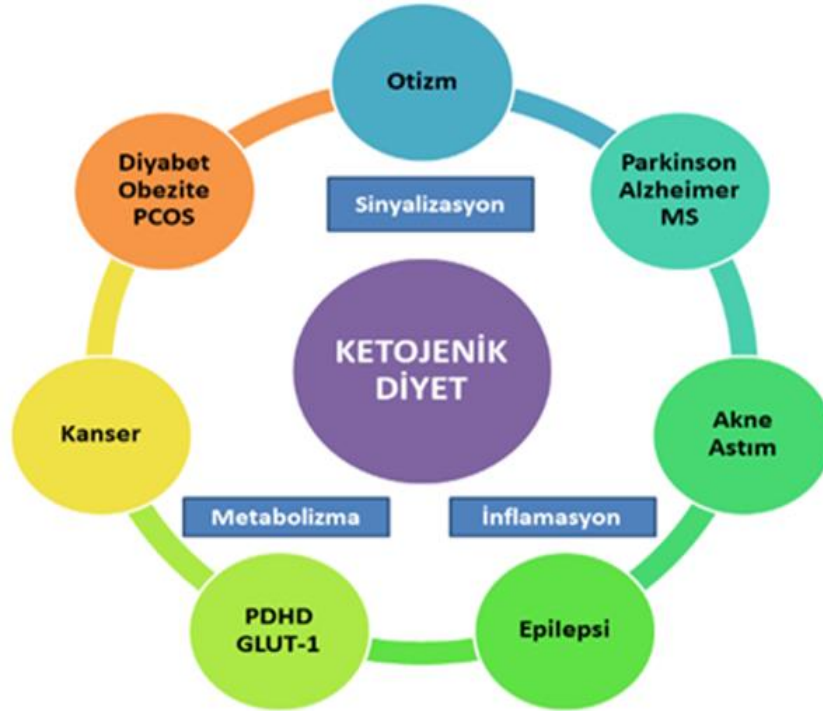 Otizm
Diyabet
Obezite
PCOS
Parkinson
Alzheimer
MS
Sinyalizasyon
KETOJENİK
DİYET
Kanser
Akne
Astım
Metabolizma
İnflamasyon
PDHD
GLUT-1
Epilepsi